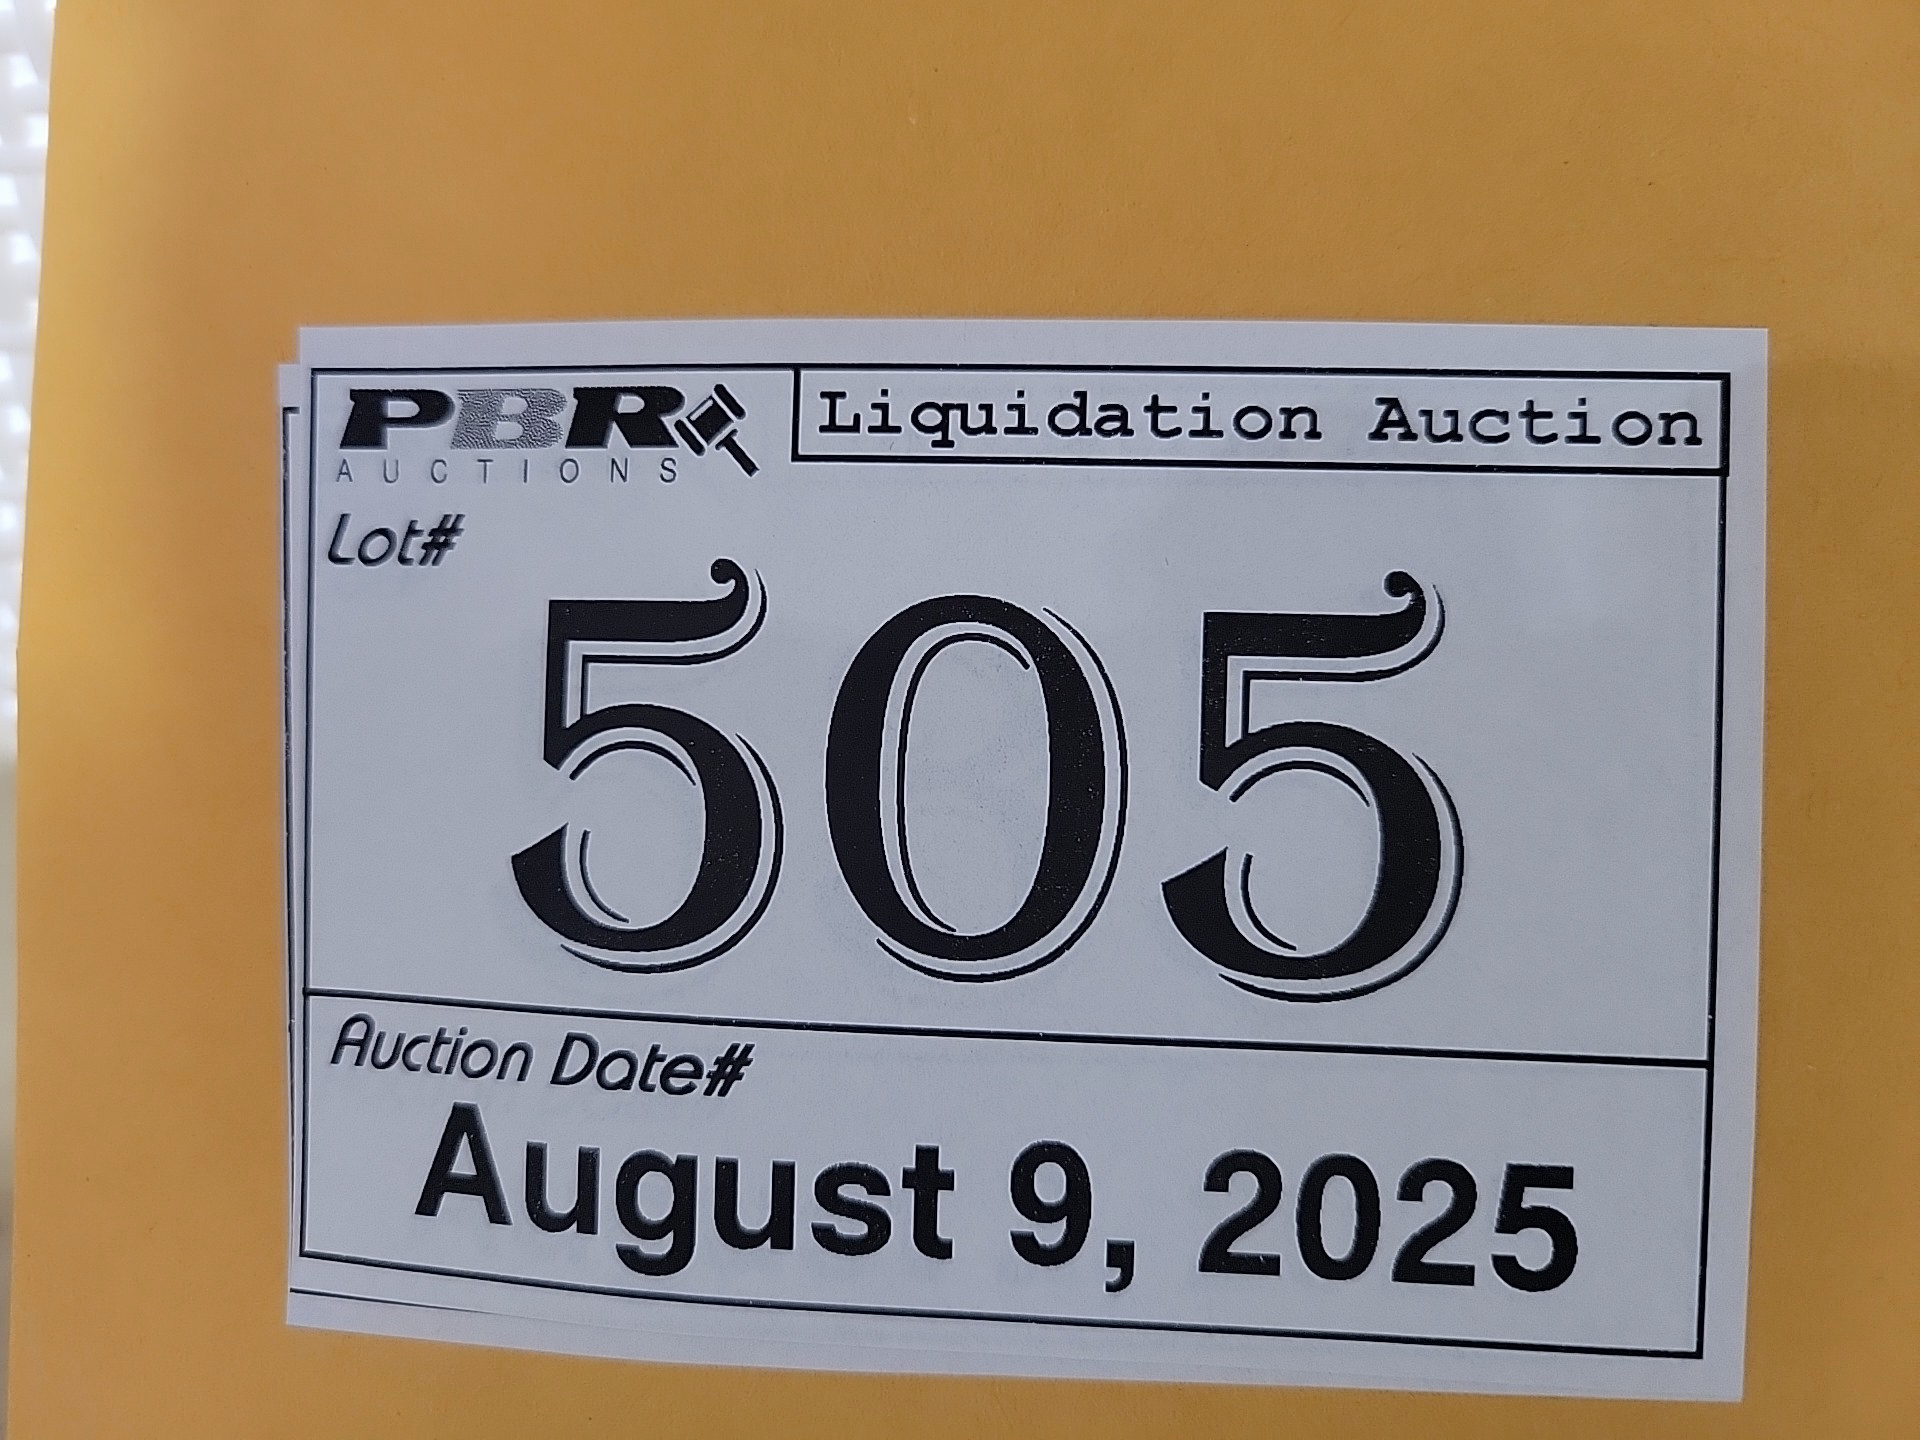 PBR
AUCTIONS
Liquidation Auction
Lot#
505
Auction Date#
August 9, 2025